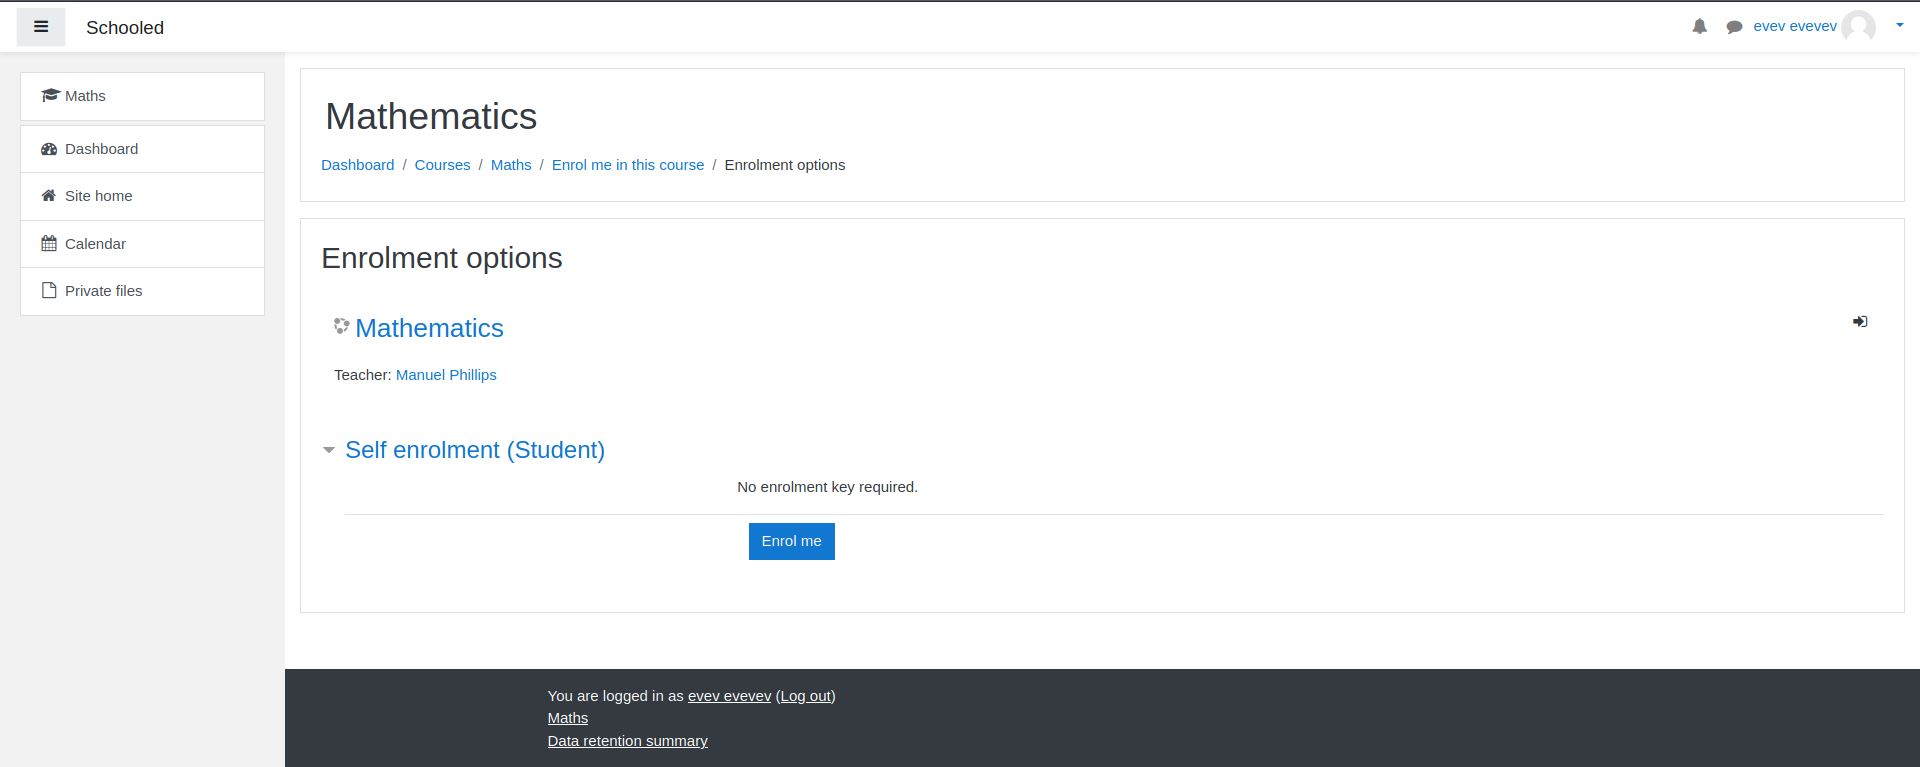 Schooled
evev evevev
Maths
Dashboard
Site home
Calendar
Private files
Mathematics
Dashboard / Courses / Maths / Enrol me in this course / Enrolment options
Enrolment options
Mathematics
Teacher: Manuel Phillips
Self enrolment (Student)
No enrolment key required.
Enrol me
You are logged in as evev evevev (Log out)
Maths
Data retention summary